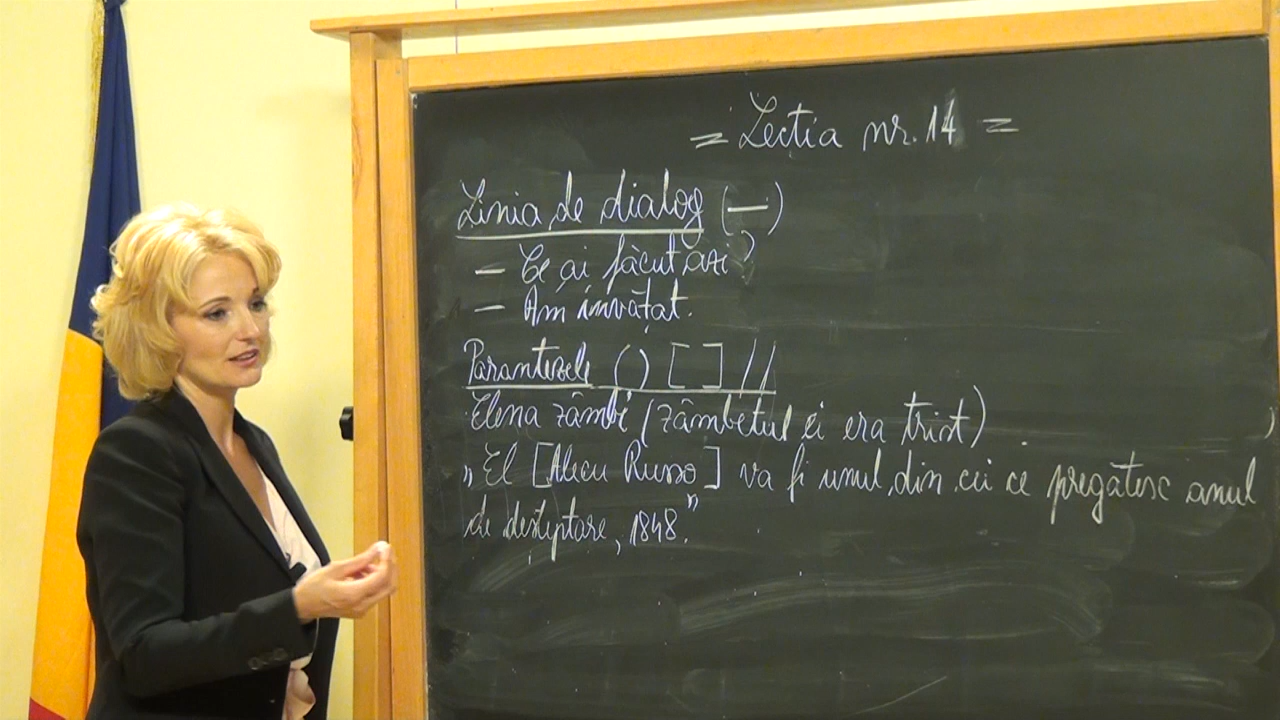 = Lecția nr. 14 =
Linia de dialog (—)
— Ce ai făcut azi?
— Am învățat.
Parantezele ( ) [ ] / /
Elena zâmbi (zâmbetul ei era trist).
„El [Alecu Russo] va fi unul din cei ce pregătesc anul
de deșteptare, 1848.”